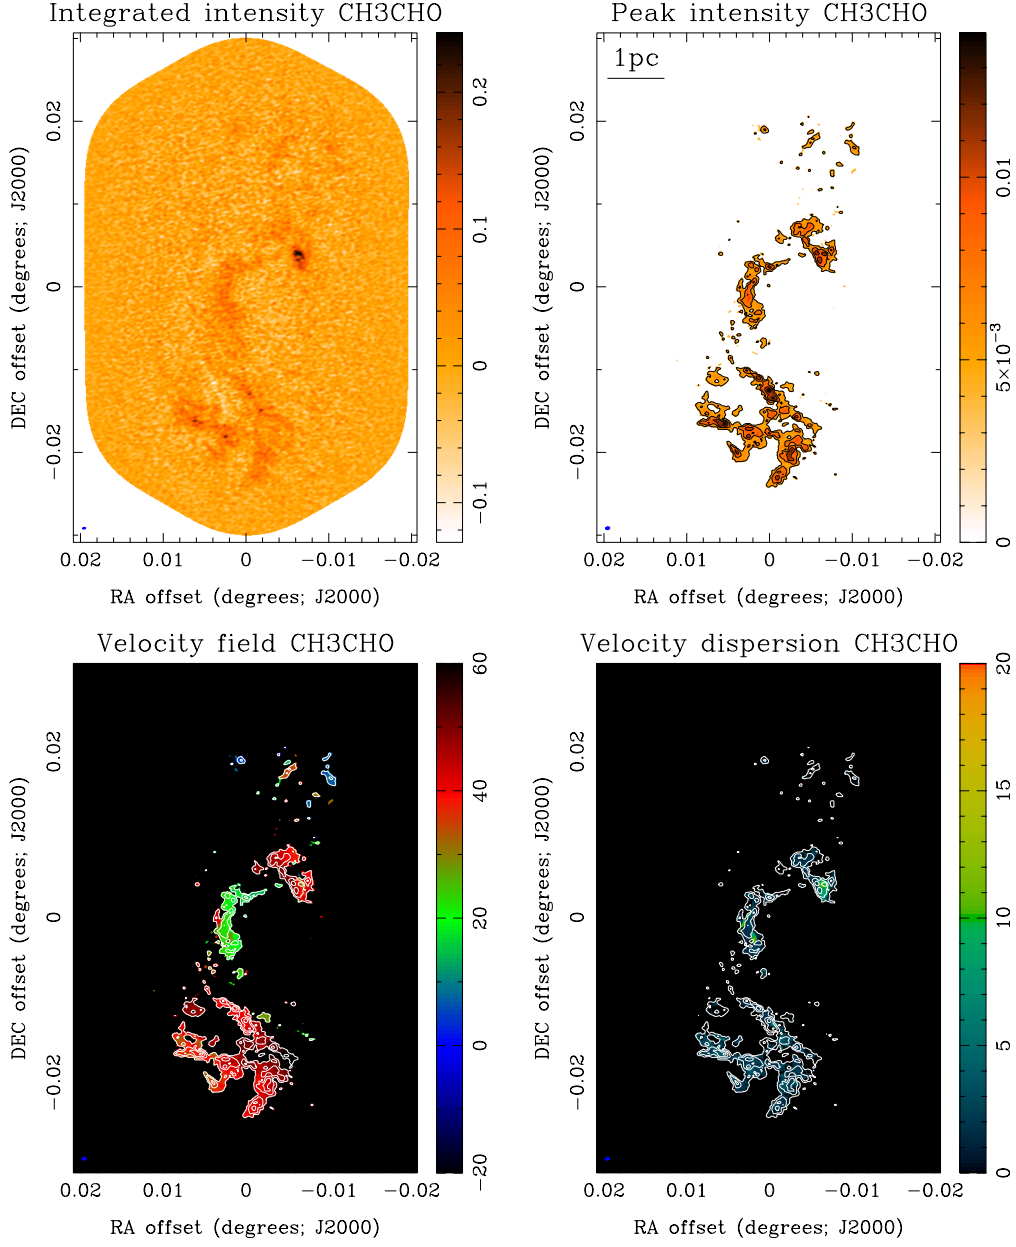 Integrated intensity CH3CHO
Peak intensity CH3CHO
1pc
DEC offset (degrees; J2000)
0.02
0
−0.02
0.02 0.01 0 −0.01 −0.02
RA offset (degrees; J2000)
0.2
0.1
0
−0.1
DEC offset (degrees; J2000)
0.02
0
−0.02
0.02 0.01 0 −0.01 −0.02
RA offset (degrees; J2000)
0.01
5×10−3
0
Velocity field CH3CHO
Velocity dispersion CH3CHO
DEC offset (degrees; J2000)
0.02
0
−0.02
0.02 0.01 0 −0.01 −0.02
RA offset (degrees; J2000)
60
40
20
0
−20
DEC offset (degrees; J2000)
0.02
0
−0.02
0.02 0.01 0 −0.01 −0.02
RA offset (degrees; J2000)
20
15
10
5
0